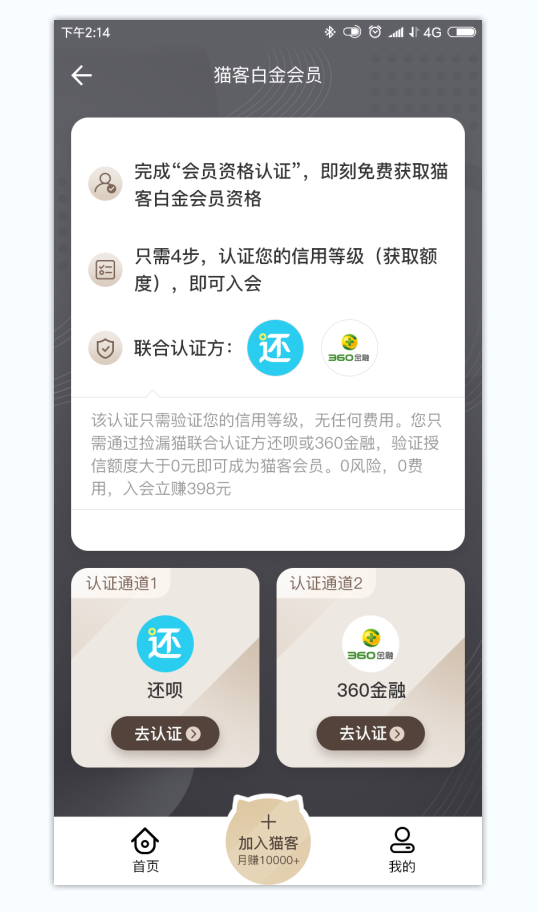 下午2:14
4G
猫客白金会员
完成“会员资格认证”，即刻免费获取猫
客白金会员资格
只需4步，认证您的信用等级（获取额
度），即可入会
联合认证方：
还
360金融
该认证只需验证您的信用等级，无任何费用。您只
需通过捡漏猫联合认证方还呗或360金融，验证授
信额度大于0元即可成为猫客会员。0风险，0费
用，入会立赚398元
认证通道1
认证通道2
还
360金融
还呗
360金融
去认证
去认证
加入猫客
月赚10000+
首页
我的